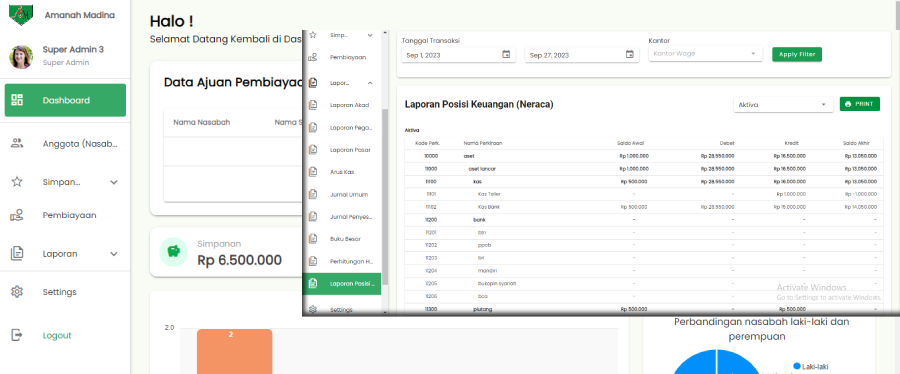 Amanah Madina
Super Admin 3
Super Admin
Dashboard
Anggota (Nasab...
Simpan...
Pembiayaan
Laporan
Settings
Logout
Halo !
Selamat Datang Kembali di Das
Data Ajuan Pembiayaa
Nama Nasabah Nama S
Simpanan
Rp 6.500.000
2.0
2
Simp...
Pembiayaan
Lapor...
Laporan Akad
Laporan Pega...
Laporan Pasar
Arus Kas
Jurnal Umum
Jurnal Penyes...
Buku Besar
Perhitungan H...
Laporan Posisi ...
Settings
Tanggal Transaksi
Sep 1, 2023
Sep 27, 2023
Kantor
Kantor Wage
Apply Filter
Laporan Posisi Keuangan (Neraca)
Aktiva
PRINT
Aktiva
Kode Perk. Nama Perkiraan Saldo Awal Debet Kredit Saldo Akhir
10000 aset Rp 1.000.000 Rp 28.550.000 Rp 16.500.000 Rp 13.050.000
11000 aset lancar Rp 1.000.000 Rp 28.550.000 Rp 16.500.000 Rp 13.050.000
11100 kas Rp 500.000 Rp 28.550.000 Rp 16.000.000 Rp 13.050.000
11101 Kas Teller - - Rp 1.000.000 Rp -1.000.000
11102 Kas Bank Rp 500.000 Rp 28.550.000 Rp 15.000.000 Rp 14.050.000
11200 bank - - - -
11201 bsn - - - -
11202 ppob - - - -
11203 bri - - - -
11204 mandiri - - - -
11205 bukopin syariah - - - -
11206 bca - - - -
11300 piutang Rp 500.000 - Rp 500.000 -
Activate Windows
Go to Settings to activate Windows.
Perbandingan nasabah laki-laki dan
perempuan
Laki-laki